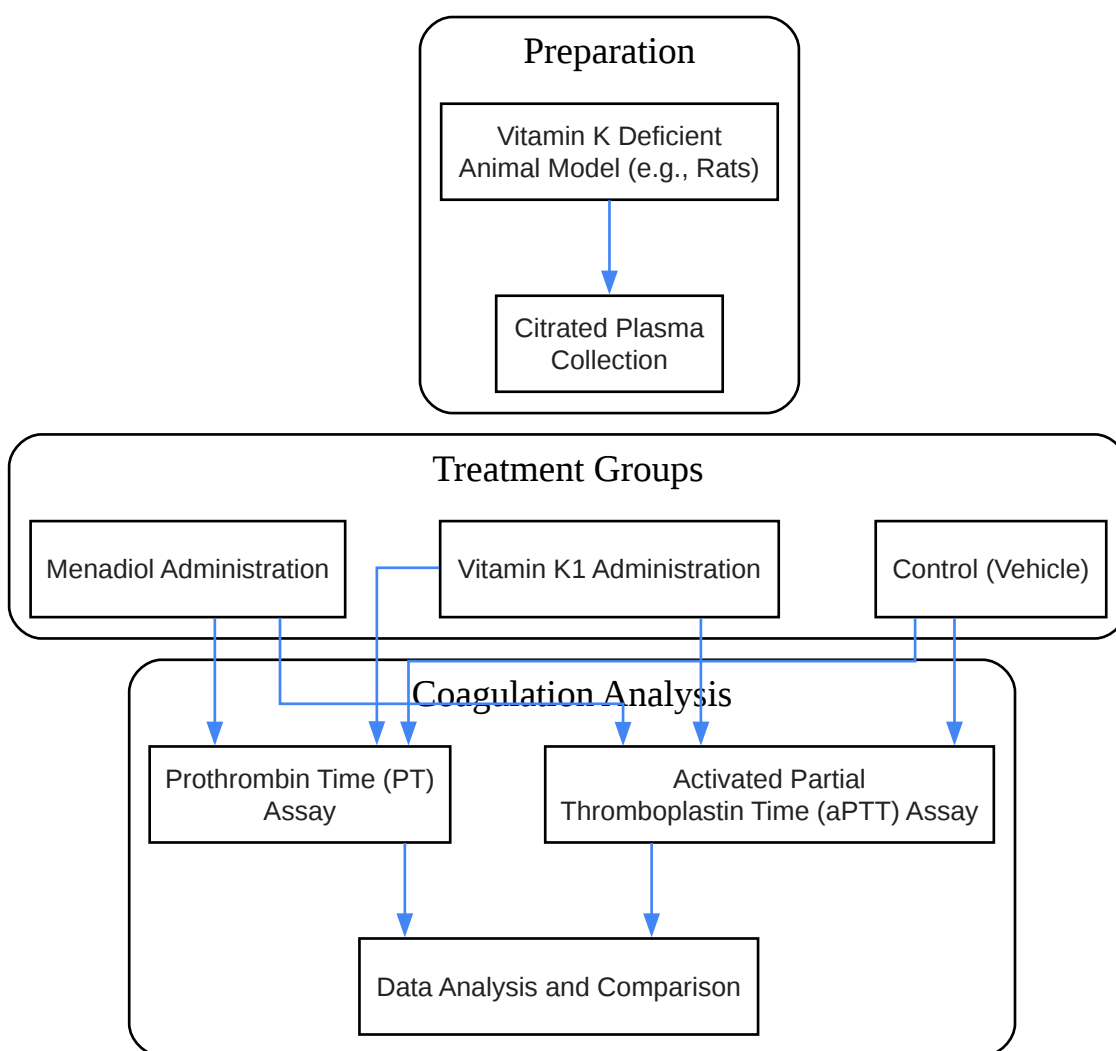 Preparation
Vitamin K Deficient
Animal Model (e.g., Rats)
Citrated Plasma
Collection
Treatment Groups
Menadiol Administration
Vitamin K1 Administration
Control (Vehicle)
Coagulation Analysis
Prothrombin Time (PT)
Assay
Activated Partial
Thromboplastin Time (aPTT) Assay
Data Analysis and Comparison